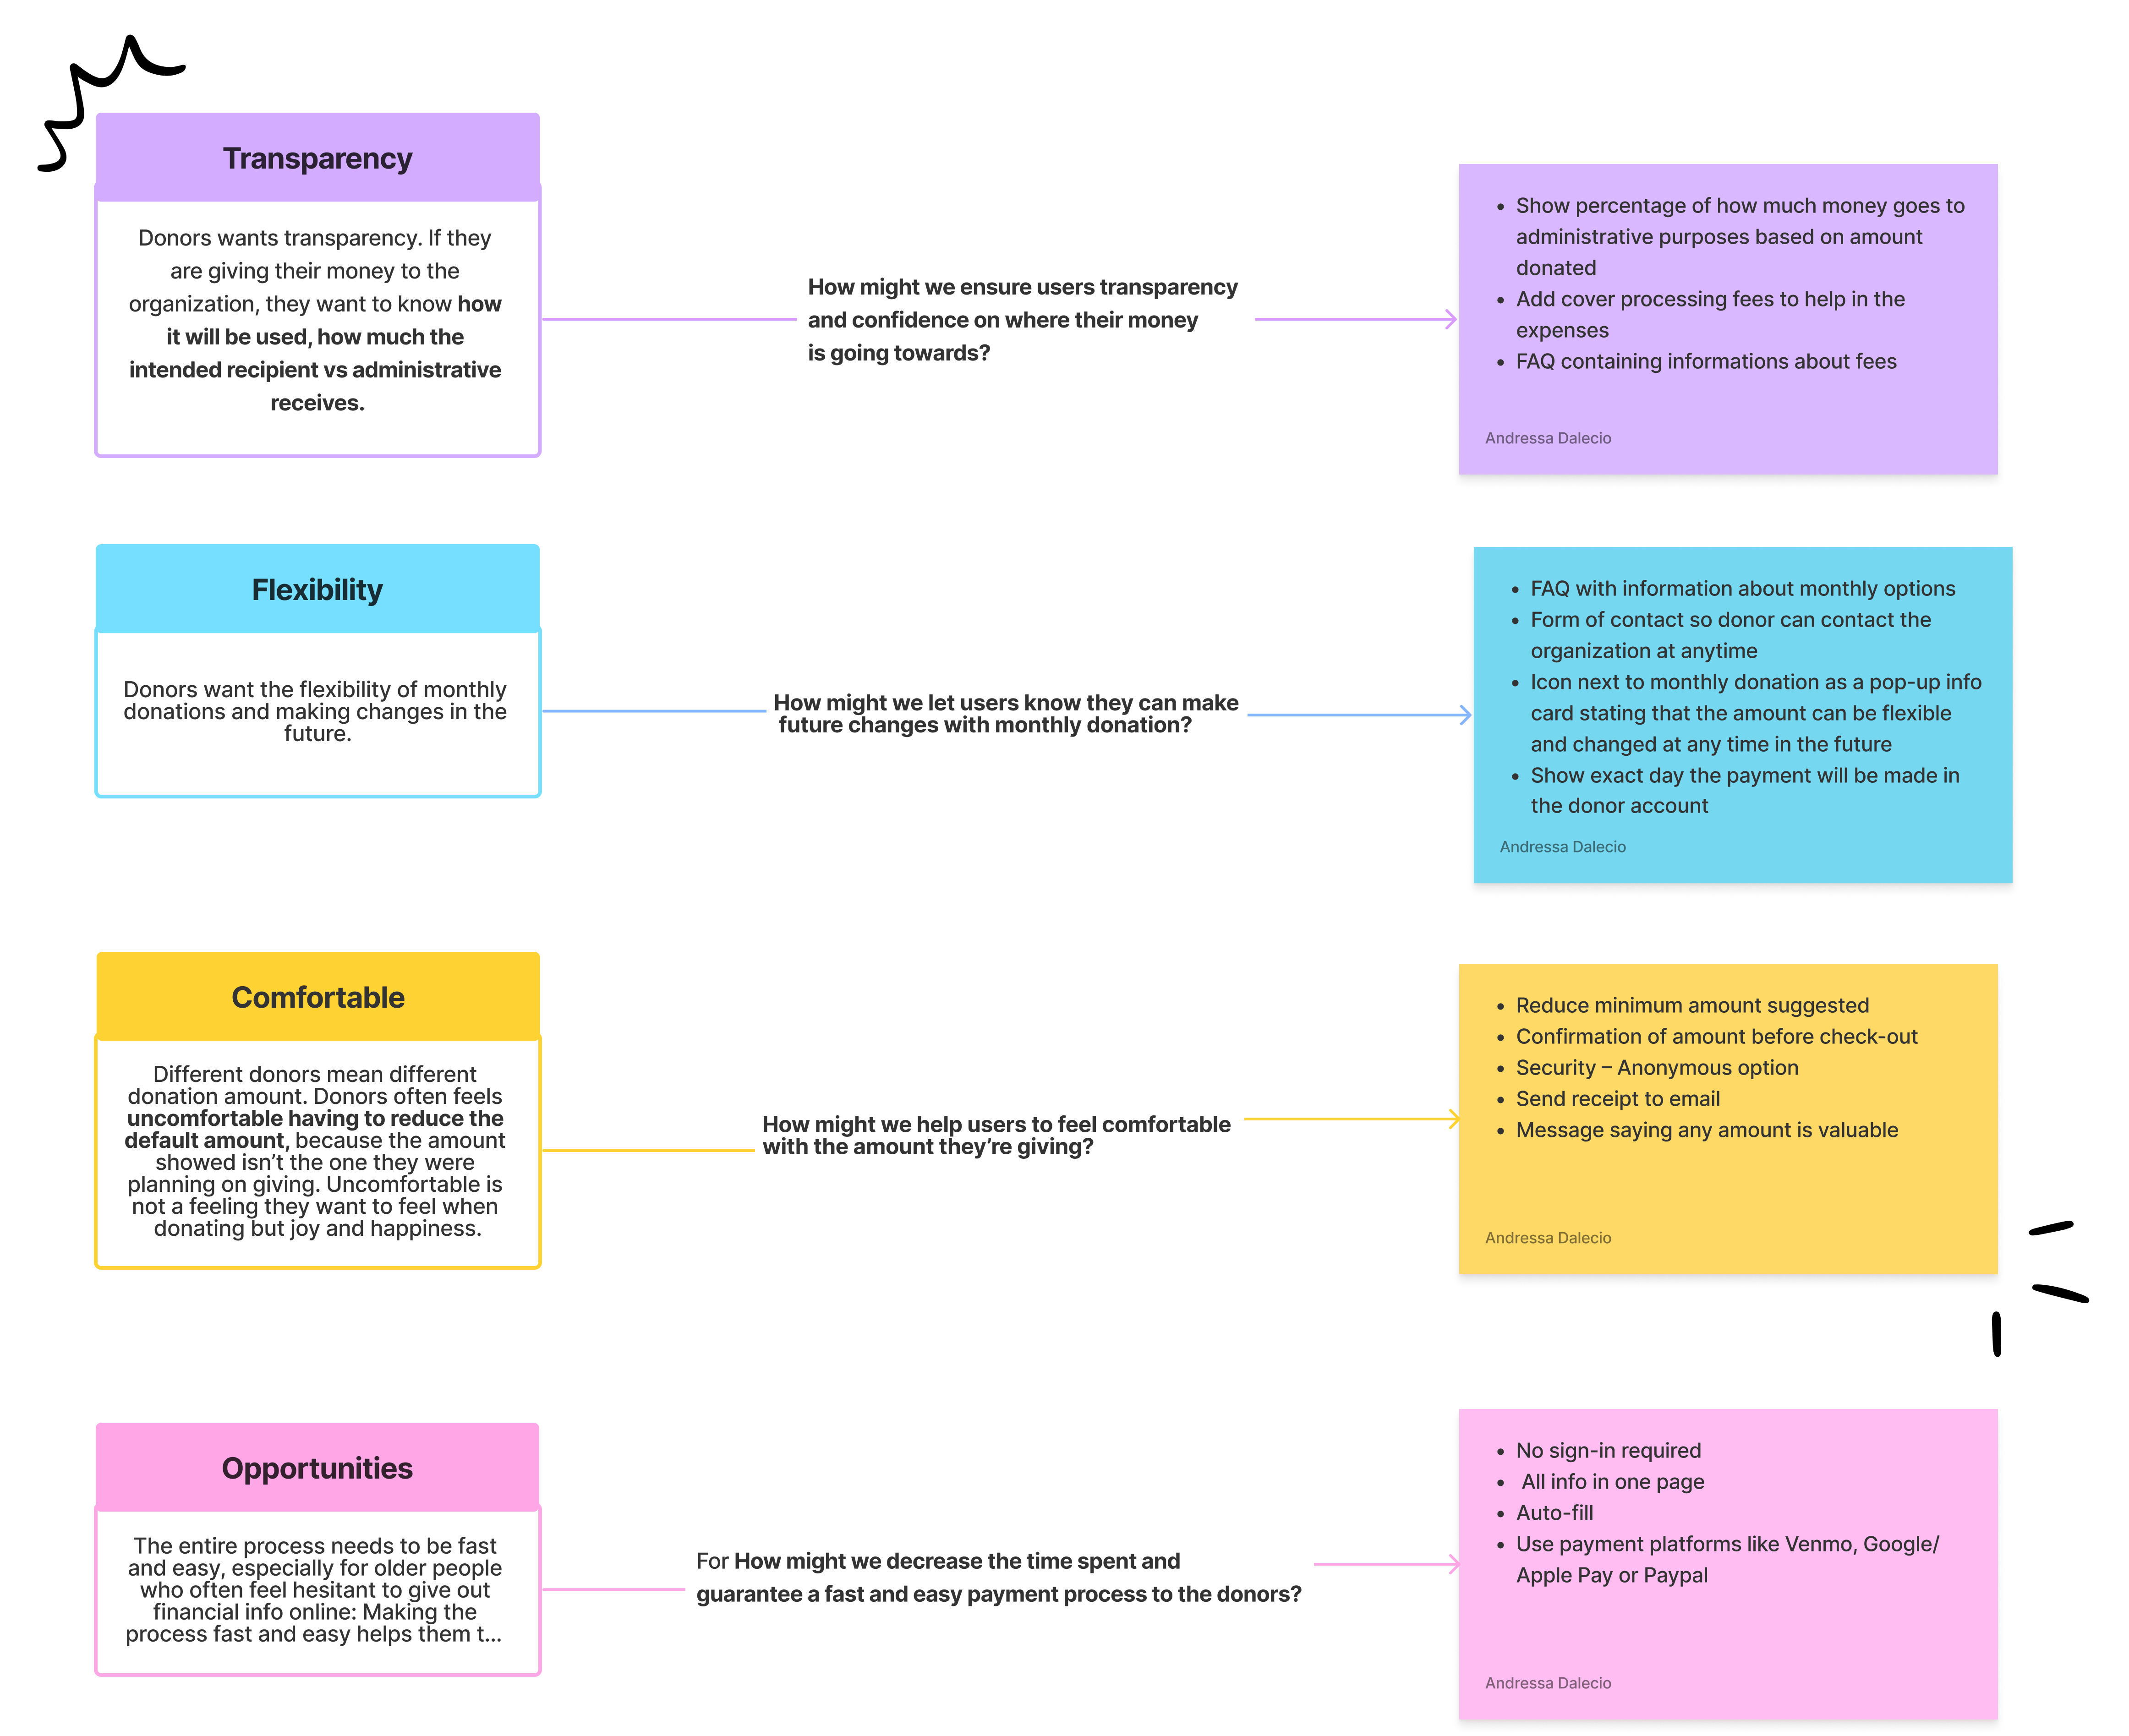 Transparency
Donors wants transparency. If they
are giving their money to the
organization, they want to know how
it will be used, how much the
intended recipient vs administrative
receives.
How might we ensure users transparency
and confidence on where their money
is going towards?
• Show percentage of how much money goes to
administrative purposes based on amount
donated
• Add cover processing fees to help in the
expenses
• FAQ containing informations about fees
Andressa Dalecio
Flexibility
Donors want the flexibility of monthly
donations and making changes in the
future.
How might we let users know they can make
future changes with monthly donation?
• FAQ with information about monthly options
• Form of contact so donor can contact the
organization at anytime
• Icon next to monthly donation as a pop-up info
card stating that the amount can be flexible
and changed at any time in the future
• Show exact day the payment will be made in
the donor account
Andressa Dalecio
Comfortable
Different donors mean different
donation amount. Donors often feels
uncomfortable having to reduce the
default amount, because the amount
showed isn’t the one they were
planning on giving. Uncomfortable is
not a feeling they want to feel when
donating but joy and happiness.
How might we help users to feel comfortable
with the amount they’re giving?
• Reduce minimum amount suggested
• Confirmation of amount before check-out
• Security – Anonymous option
• Send receipt to email
• Message saying any amount is valuable
Andressa Dalecio
Opportunities
The entire process needs to be fast
and easy, especially for older people
who often feel hesitant to give out
financial info online: Making the
process fast and easy helps them t...
For How might we decrease the time spent and
guarantee a fast and easy payment process to the donors?
• No sign-in required
• All info in one page
• Auto-fill
• Use payment platforms like Venmo, Google/
Apple Pay or Paypal
Andressa Dalecio